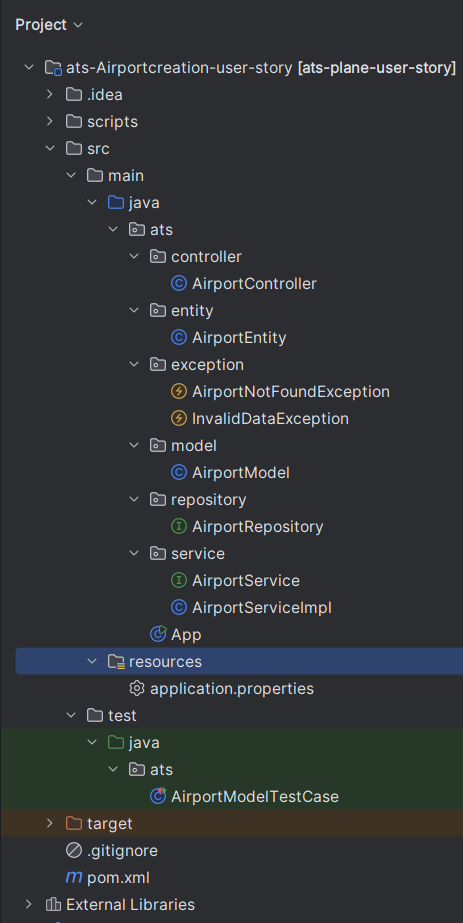 Project
ats-Airportcreation-user-story [ats-plane-user-story]
.idea
scripts
src
main
java
ats
controller
AirportController
entity
AirportEntity
exception
AirportNotFoundException
InvalidDataException
model
AirportModel
repository
AirportRepository
service
AirportService
AirportServiceImpl
App
resources
application.properties
test
java
ats
AirportModelTestCase
target
.gitignore
pom.xml
External Libraries